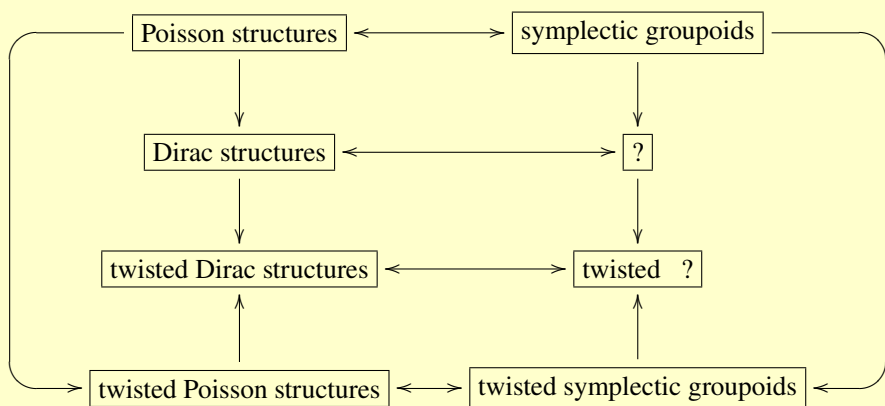 Poisson structures symplectic groupoids
Dirac structures ?
twisted Dirac structures twisted ?
twisted Poisson structures twisted symplectic groupoids